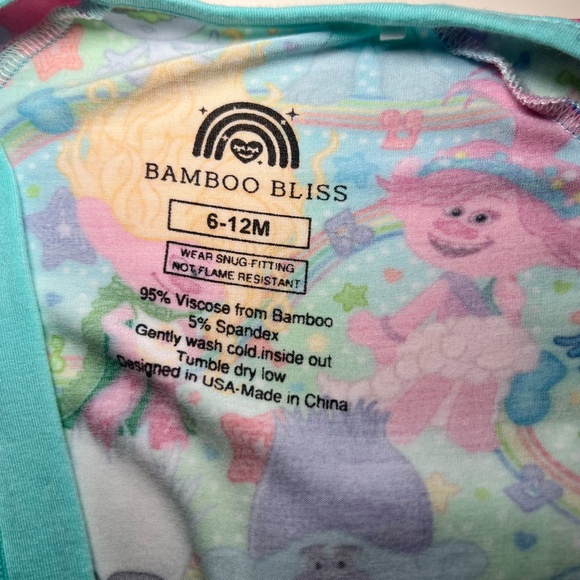 BAMBOO BLISS
6-12M
WEAR SNUG-FITTING
NOT FLAME RESISTANT
95% Viscose from Bamboo
5% Spandex
Gently wash cold.inside out
Tumble dry low
Designed in USA-Made in China